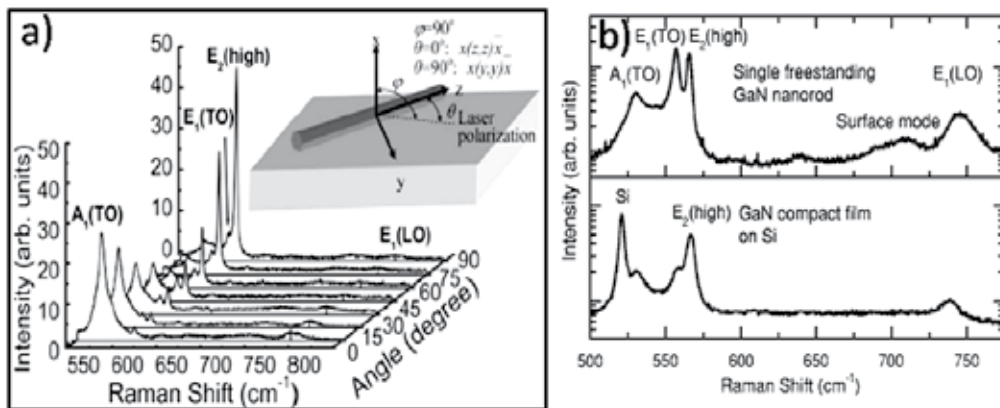 a)
50
40
30
20
10
0
50
40
30
20
10
0
Intensity (arb. units)
A₁(TO)
E₁(TO)
E₂(high)
E₁(LO)
φ=90°
θ=0°: x(z,z)x̄
θ=90°: x(y,y)x̄
x
φ
z
θ
Laser
polarization
y
550 600 650 700 750 800
Raman Shift (cm⁻¹)
0 15 30 45 60 75 90
Angle (degree)
b)
E₁(TO) E₂(high)
A₁(TO)
Single freestanding
GaN nanorod
E₁(LO)
Surface mode
Si
E₂(high)
GaN compact film
on Si
Intensity (arb. units)
500 550 600 650 700 750
Raman Shift (cm⁻¹)